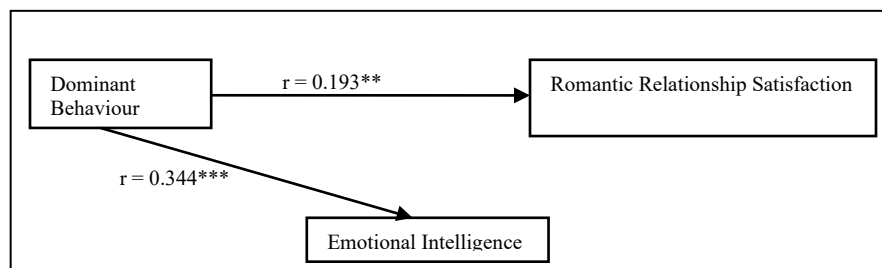 Dominant
Behaviour
r = 0.193**
Romantic Relationship Satisfaction
r = 0.344***
Emotional Intelligence